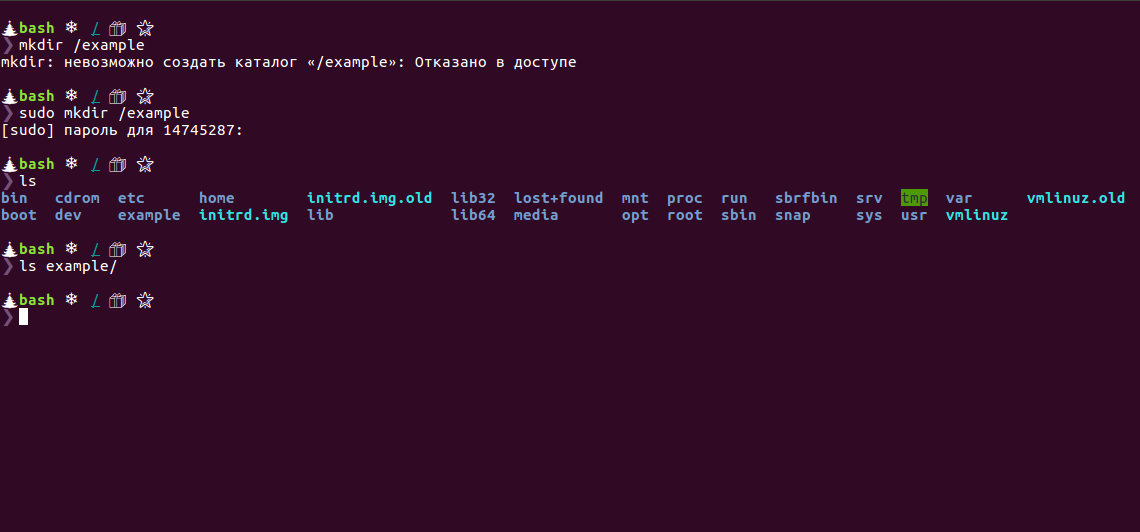 bash ❄ / 
❯ mkdir /example
mkdir: невозможно создать каталог «/example»: Отказано в доступе
bash ❄ / 
❯ sudo mkdir /example
[sudo] пароль для 14745287:
bash ❄ / 
❯ ls
bin cdrom etc home initrd.img.old lib32 lost+found mnt proc run sbrfbin srv tmp var vmlinuz.old
boot dev example initrd.img lib lib64 media opt root sbin snap sys usr vmlinuz
bash ❄ / 
❯ ls example/
bash ❄ / 
❯